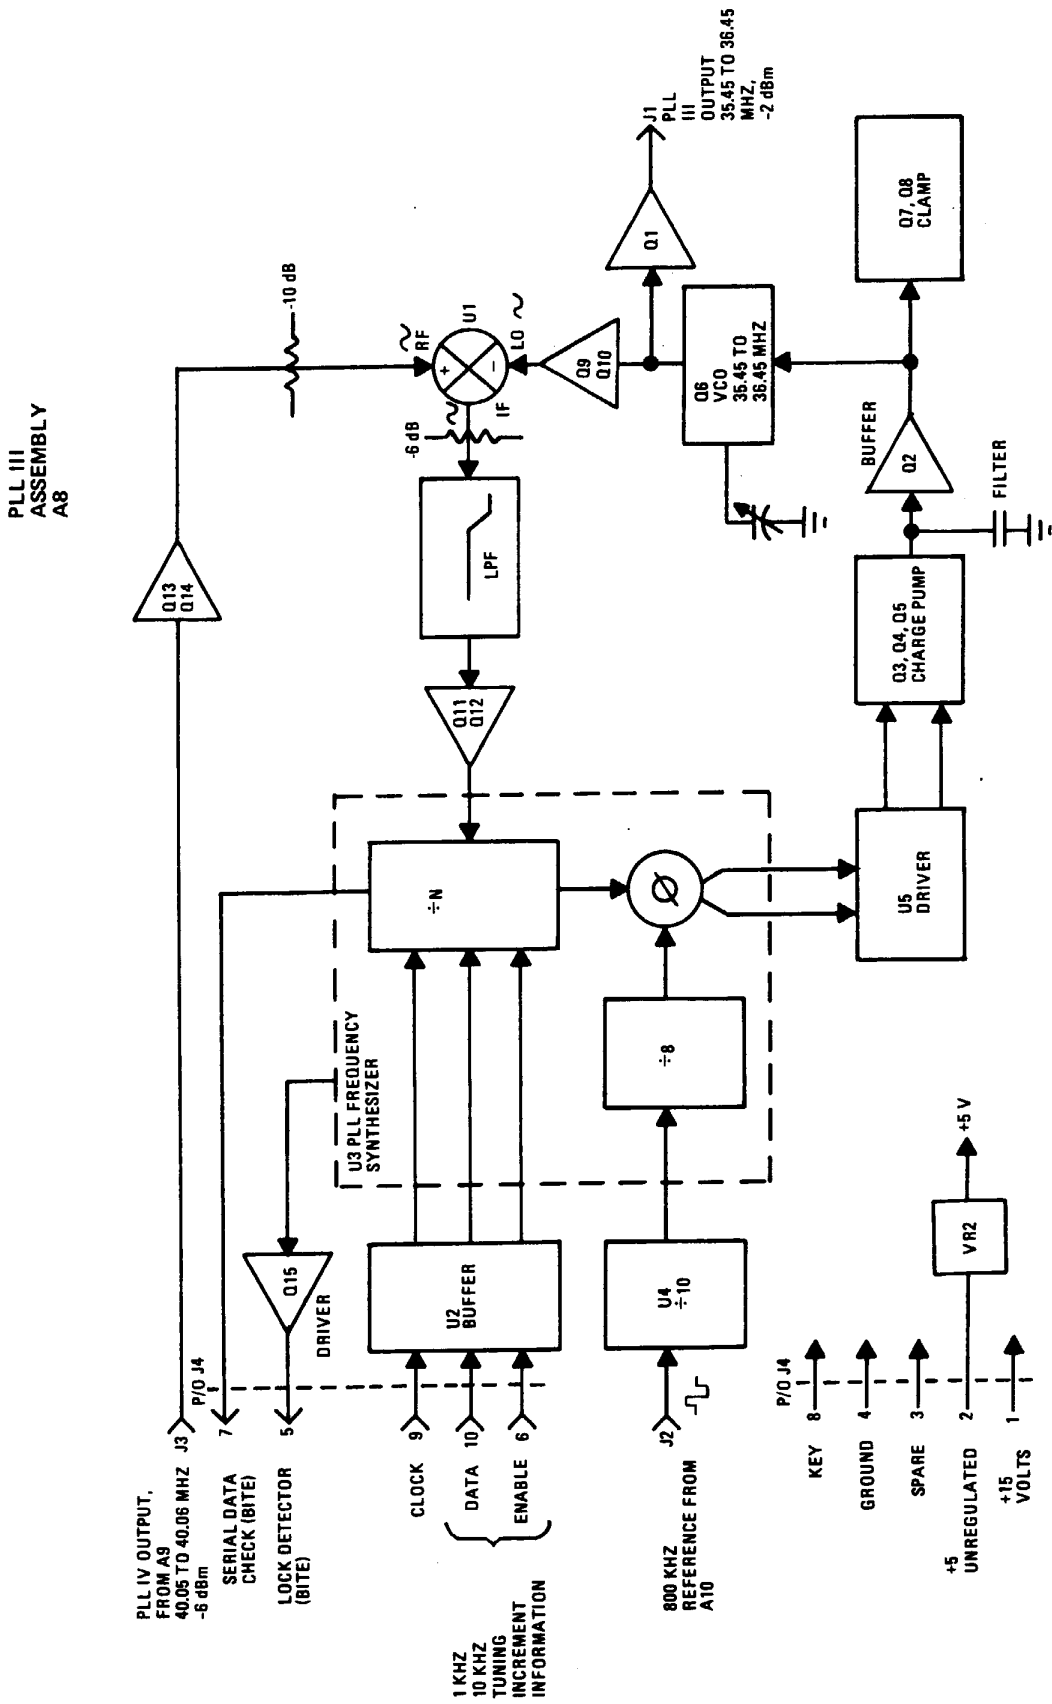 PLL III
ASSEMBLY
A8
PLL IV OUTPUT,
FROM A9
40.05 TO 40.06 MHZ
-6 dBm
J3
P/O J4
Q13
Q14
-10 dB
SERIAL DATA
CHECK (BITE)
7
LOCK DETECTOR
(BITE)
5
Q15
DRIVER
U3 PLL FREQUENCY
SYNTHESIZER
1 KHZ
10 KHZ
TUNING
INCREMENT
INFORMATION
CLOCK
9
DATA
10
ENABLE
6
U2
BUFFER
÷N
Q11
Q12
LPF
-6 dB
RF
+
U1
−
LO
IF
Q9
Q10
Q1
J1
PLL
III
OUTPUT
35.45 TO 36.45
MHZ,
-2 dBm
Q6
VCO
35.45 TO
36.45 MHZ
800 KHZ
REFERENCE FROM
A10
J2
U4
÷10
÷8
Ø
U5
DRIVER
Q3, Q4, Q5
CHARGE PUMP
BUFFER
Q2
FILTER
Q7, Q8
CLAMP
P/O J4
KEY
8
GROUND
4
SPARE
3
+5
UNREGULATED
2
VR2
+5 V
+15
VOLTS
1